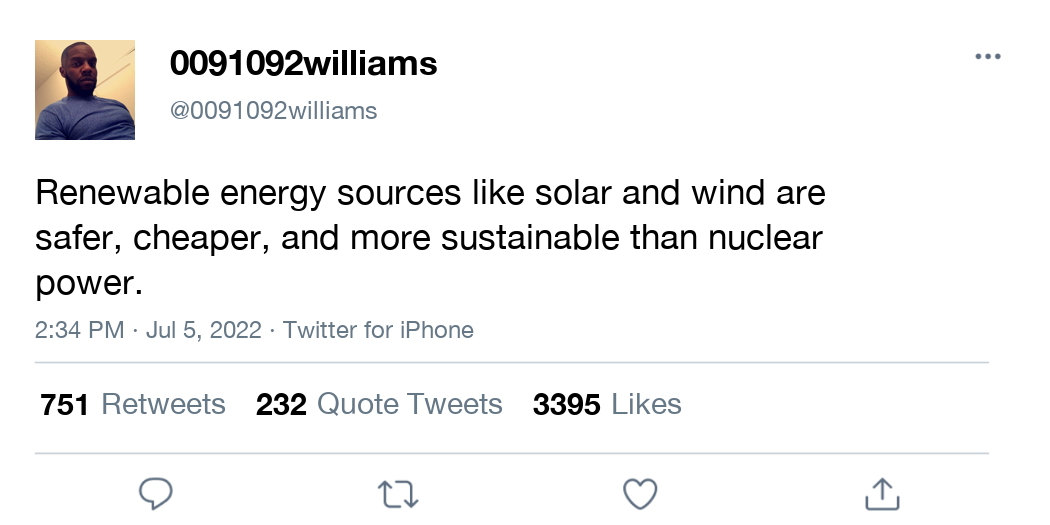 0091092williams
@0091092williams
Renewable energy sources like solar and wind are
safer, cheaper, and more sustainable than nuclear
power.
2:34 PM · Jul 5, 2022 · Twitter for iPhone
751 Retweets 232 Quote Tweets 3395 Likes